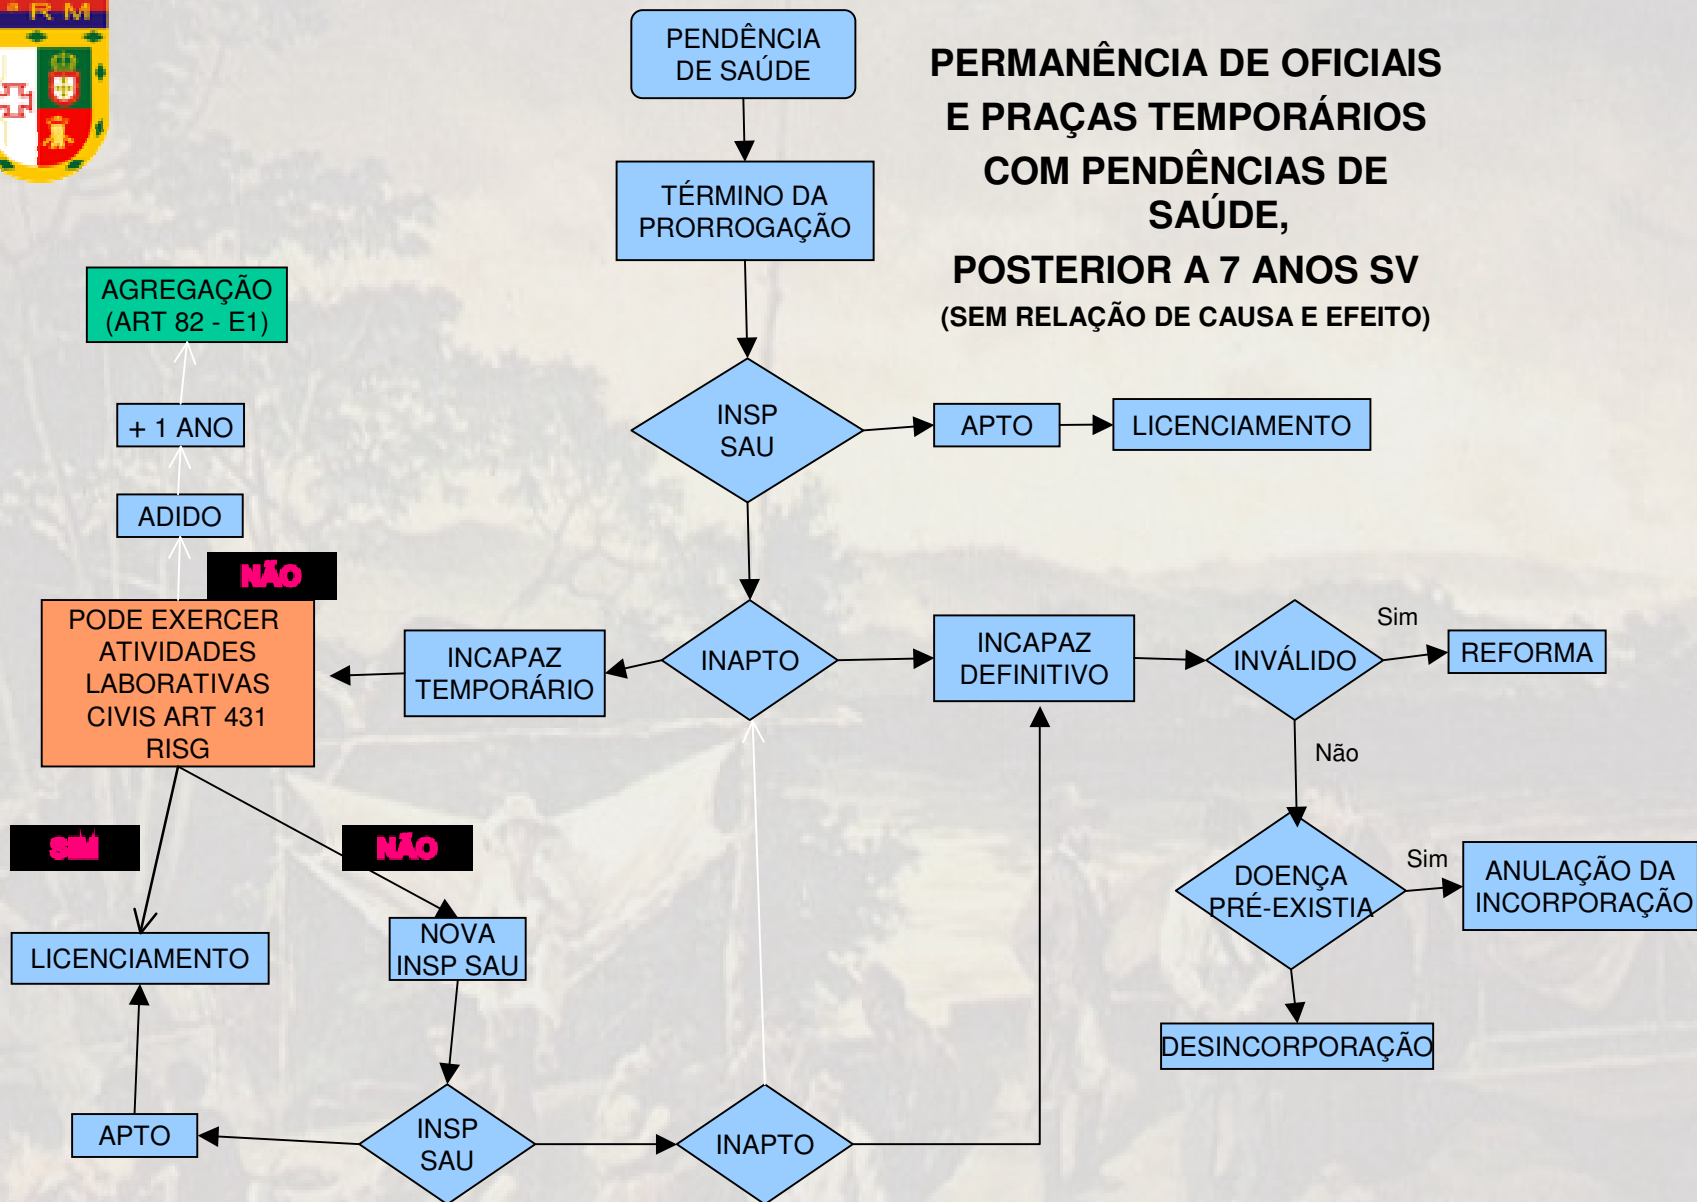 ª R M
PENDÊNCIA
DE SAÚDE
PERMANÊNCIA DE OFICIAIS
E PRAÇAS TEMPORÁRIOS
COM PENDÊNCIAS DE
SAÚDE,
POSTERIOR A 7 ANOS SV
(SEM RELAÇÃO DE CAUSA E EFEITO)
TÉRMINO DA
PRORROGAÇÃO
AGREGAÇÃO
(ART 82 - E1)
+ 1 ANO
ADIDO
INSP
SAU
APTO
LICENCIAMENTO
NÃO
PODE EXERCER
ATIVIDADES
LABORATIVAS
CIVIS ART 431
RISG
INCAPAZ
TEMPORÁRIO
INAPTO
INCAPAZ
DEFINITIVO
INVÁLIDO
Sim
REFORMA
Não
SIM
NÃO
DOENÇA
PRÉ-EXISTIA
Sim
ANULAÇÃO DA
INCORPORAÇÃO
LICENCIAMENTO
NOVA
INSP SAU
DESINCORPORAÇÃO
APTO
INSP
SAU
INAPTO